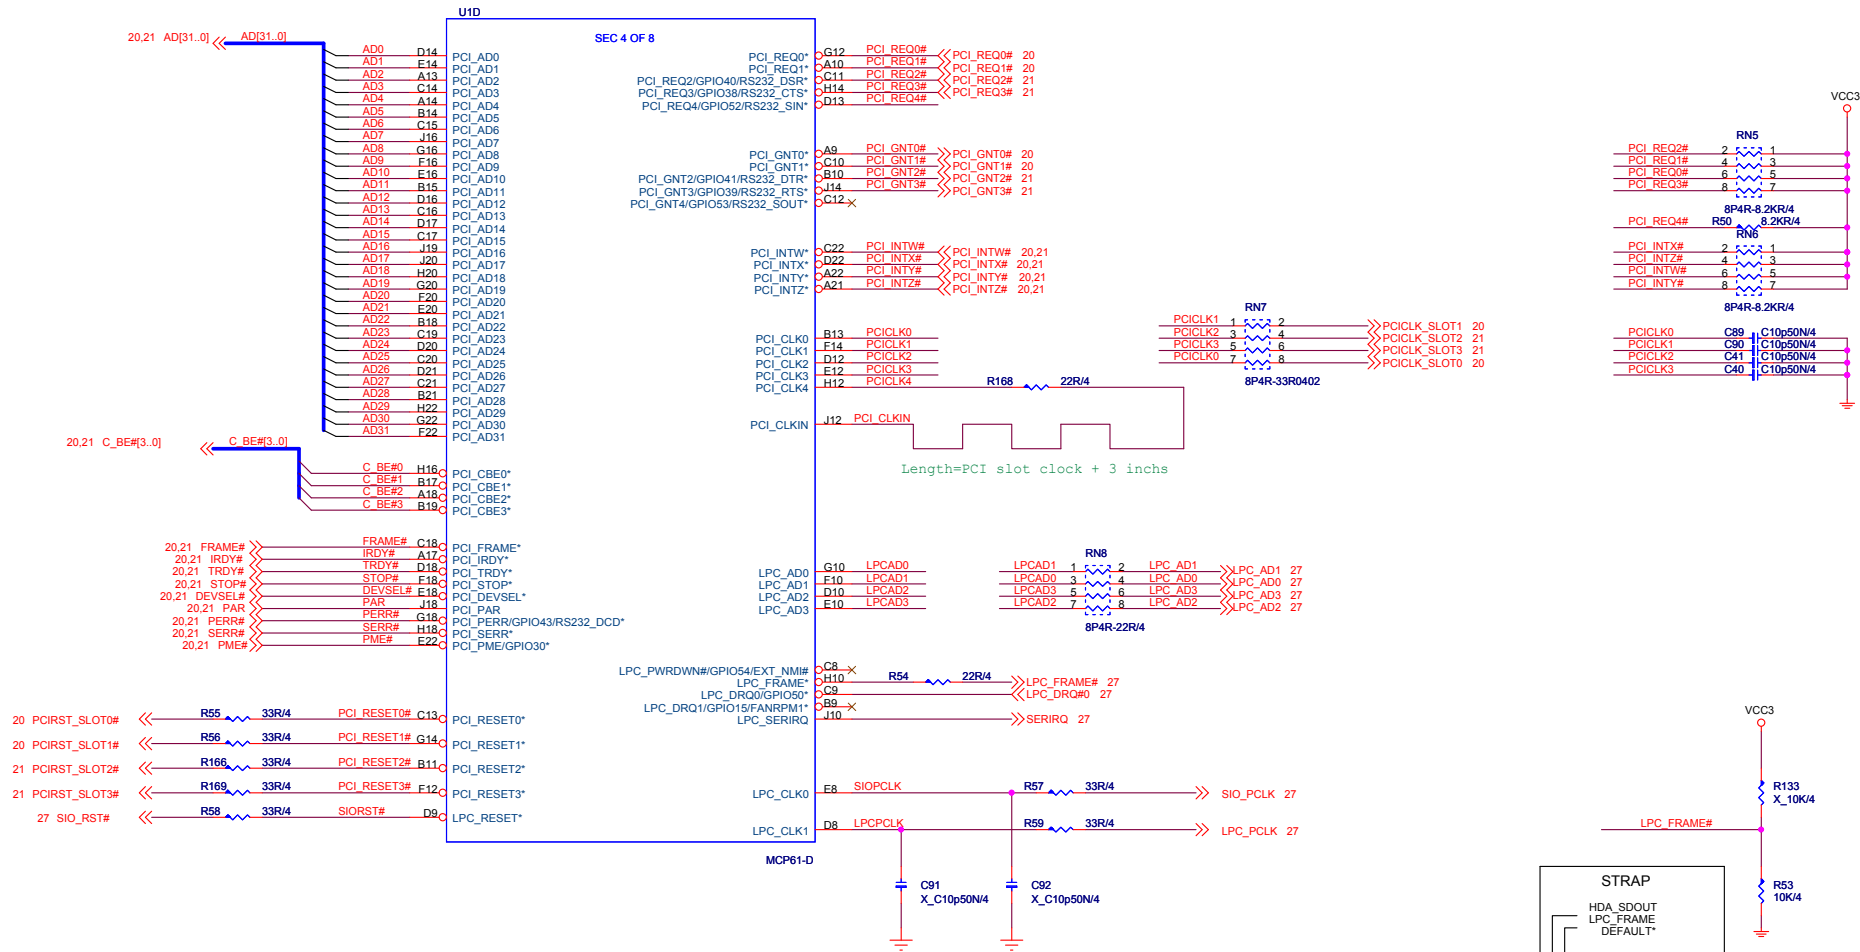 U1D
SEC 4 OF 8
20,21 AD[31..0] AD[31..0]
AD0 D14 PCI_AD0
AD1 E14 PCI_AD1
AD2 A13 PCI_AD2
AD3 C14 PCI_AD3
AD4 A14 PCI_AD4
AD5 B14 PCI_AD5
AD6 C15 PCI_AD6
AD7 J16 PCI_AD7
AD8 G16 PCI_AD8
AD9 F16 PCI_AD9
AD10 E16 PCI_AD10
AD11 B15 PCI_AD11
AD12 D16 PCI_AD12
AD13 C16 PCI_AD13
AD14 D17 PCI_AD14
AD15 C17 PCI_AD15
AD16 J19 PCI_AD16
AD17 J20 PCI_AD17
AD18 H20 PCI_AD18
AD19 G20 PCI_AD19
AD20 F20 PCI_AD20
AD21 E20 PCI_AD21
AD22 B18 PCI_AD22
AD23 C19 PCI_AD23
AD24 D20 PCI_AD24
AD25 C20 PCI_AD25
AD26 D21 PCI_AD26
AD27 C21 PCI_AD27
AD28 B21 PCI_AD28
AD29 H22 PCI_AD29
AD30 G22 PCI_AD30
AD31 F22 PCI_AD31
20,21 C_BE#[3..0] C_BE#[3..0]
C_BE#0 H16 PCI_CBE0*
C_BE#1 B17 PCI_CBE1*
C_BE#2 A18 PCI_CBE2*
C_BE#3 B19 PCI_CBE3*
20,21 FRAME# FRAME# C18 PCI_FRAME*
20,21 IRDY# IRDY# A17 PCI_IRDY*
20,21 TRDY# TRDY# D18 PCI_TRDY*
20,21 STOP# STOP# F18 PCI_STOP*
20,21 DEVSEL# DEVSEL# E18 PCI_DEVSEL*
20,21 PAR PAR J18 PCI_PAR
20,21 PERR# PERR# G18 PCI_PERR/GPIO43/RS232_DCD*
20,21 SERR# SERR# H18 PCI_SERR*
20,21 PME# PME# E22 PCI_PME/GPIO30*
20 PCIRST_SLOT0# R55 33R/4 PCI_RESET0# C13 PCI_RESET0*
20 PCIRST_SLOT1# R56 33R/4 PCI_RESET1# G14 PCI_RESET1*
21 PCIRST_SLOT2# R166 33R/4 PCI_RESET2# B11 PCI_RESET2*
21 PCIRST_SLOT3# R169 33R/4 PCI_RESET3# F12 PCI_RESET3*
27 SIO_RST# R58 33R/4 SIORST# D9 LPC_RESET*
PCI_REQ0* G12 PCI_REQ0# PCI_REQ0# 20
PCI_REQ1* A10 PCI_REQ1# PCI_REQ1# 20
PCI_REQ2/GPIO40/RS232_DSR* C11 PCI_REQ2# PCI_REQ2# 21
PCI_REQ3/GPIO38/RS232_CTS* H14 PCI_REQ3# PCI_REQ3# 21
PCI_REQ4/GPIO52/RS232_SIN* D13 PCI_REQ4#
PCI_GNT0* A9 PCI_GNT0# PCI_GNT0# 20
PCI_GNT1* C10 PCI_GNT1# PCI_GNT1# 20
PCI_GNT2/GPIO41/RS232_DTR* B10 PCI_GNT2# PCI_GNT2# 21
PCI_GNT3/GPIO39/RS232_RTS* J14 PCI_GNT3# PCI_GNT3# 21
PCI_GNT4/GPIO53/RS232_SOUT* C12
PCI_INTW* C22 PCI_INTW# PCI_INTW# 20,21
PCI_INTX* D22 PCI_INTX# PCI_INTX# 20,21
PCI_INTY* A22 PCI_INTY# PCI_INTY# 20,21
PCI_INTZ* A21 PCI_INTZ# PCI_INTZ# 20,21
PCI_CLK0 B13 PCICLK0
PCI_CLK1 F14 PCICLK1
PCI_CLK2 D12 PCICLK2
PCI_CLK3 E12 PCICLK3
PCI_CLK4 H12 PCICLK4 R168 22R/4
PCI_CLKIN J12 PCI_CLKIN
Length=PCI slot clock + 3 inchs
LPC_AD0 G10 LPCAD0
LPC_AD1 F10 LPCAD1
LPC_AD2 D10 LPCAD2
LPC_AD3 E10 LPCAD3
LPC_PWRDWN#/GPIO54/EXT_NMI# C8
LPC_FRAME* H10 R54 22R/4 LPC_FRAME# 27
LPC_DRQ0/GPIO50* C9 LPC_DRQ#0 27
LPC_DRQ1/GPIO15/FANRPM1* B9
LPC_SERIRQ J10 SERIRQ 27
LPC_CLK0 E8 SIOPCLK R57 33R/4 SIO_PCLK 27
LPC_CLK1 D8 LPCPCLK R59 33R/4 LPC_PCLK 27
MCP61-D
C91
X_C10p50N/4
C92
X_C10p50N/4
RN7
PCICLK1 1 2 PCICLK_SLOT1 20
PCICLK2 3 4 PCICLK_SLOT2 21
PCICLK3 5 6 PCICLK_SLOT3 21
PCICLK0 7 8 PCICLK_SLOT0 20
8P4R-33R0402
RN8
LPCAD1 1 2 LPC_AD1 LPC_AD1 27
LPCAD0 3 4 LPC_AD0 LPC_AD0 27
LPCAD3 5 6 LPC_AD3 LPC_AD3 27
LPCAD2 7 8 LPC_AD2 LPC_AD2 27
8P4R-22R/4
VCC3
RN5
PCI_REQ2# 2 1
PCI_REQ1# 4 3
PCI_REQ0# 6 5
PCI_REQ3# 8 7
8P4R-8.2KR/4
PCI_REQ4# R50 8.2KR/4
RN6
PCI_INTX# 2 1
PCI_INTZ# 4 3
PCI_INTW# 6 5
PCI_INTY# 8 7
8P4R-8.2KR/4
PCICLK0 C89 C10p50N/4
PCICLK1 C90 C10p50N/4
PCICLK2 C41 C10p50N/4
PCICLK3 C40 C10p50N/4
VCC3
R133
X_10K/4
LPC_FRAME#
R53
10K/4
STRAP
HDA_SDOUT
LPC_FRAME
DEFAULT*